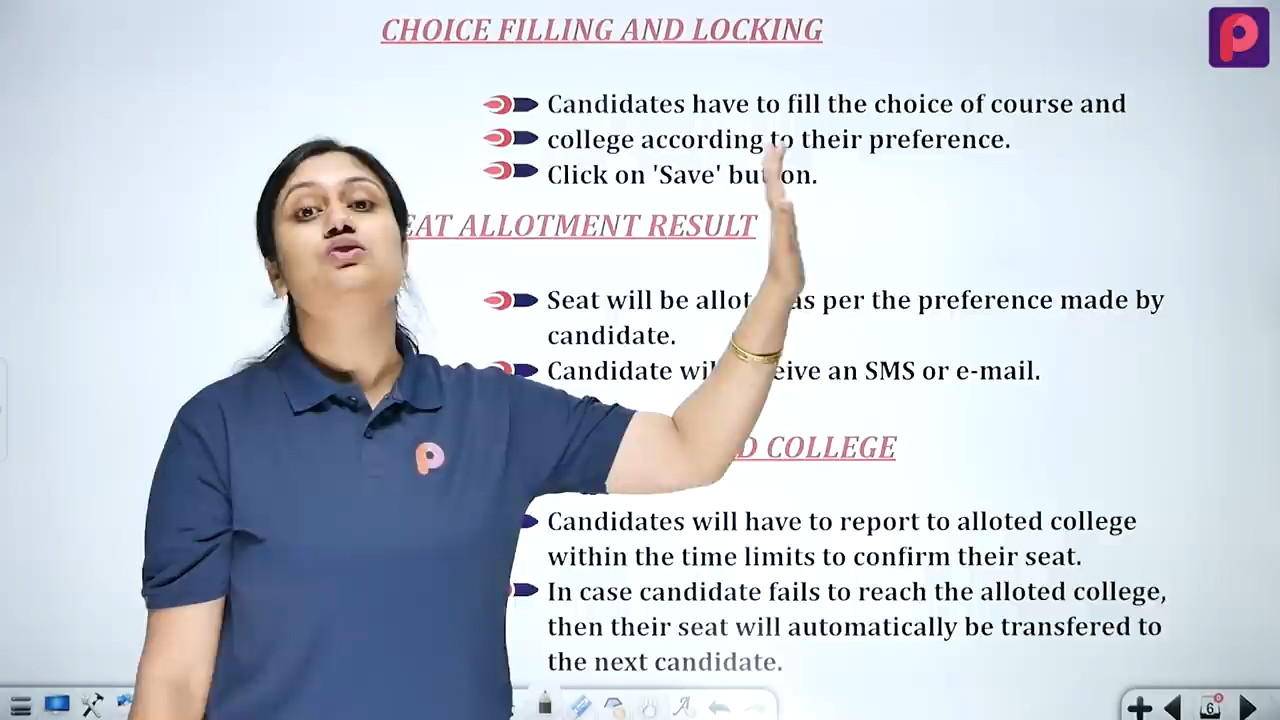 CHOICE FILLING AND LOCKING
Candidates have to fill the choice of course and
college according to their preference.
Click on 'Save' button.
EAT ALLOTMENT RESULT
Seat will be allot as per the preference made by
candidate.
Candidate wil eive an SMS or e-mail.
D COLLEGE
Candidates will have to report to alloted college
within the time limits to confirm their seat.
In case candidate fails to reach the alloted college,
then their seat will automatically be transfered to
the next candidate.
6